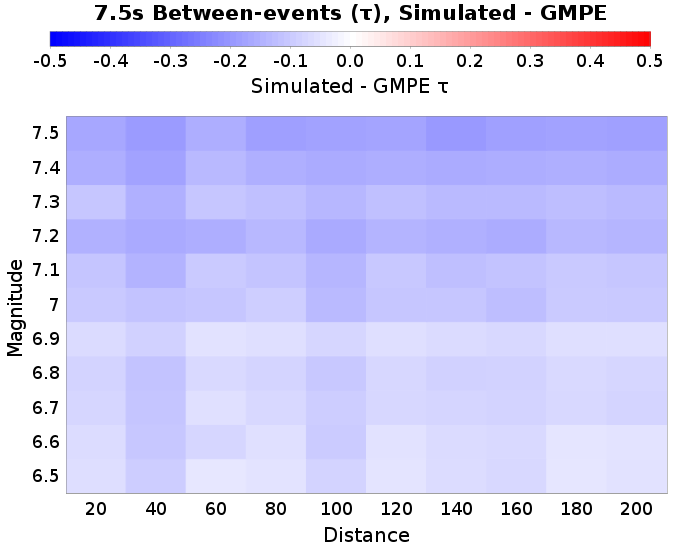 7.5s Between-events (τ), Simulated - GMPE
-0.5 -0.4 -0.3 -0.2 -0.1 0.0 0.1 0.2 0.3 0.4 0.5
Simulated - GMPE τ
Magnitude
7.5
7.4
7.3
7.2
7.1
7
6.9
6.8
6.7
6.6
6.5
20 40 60 80 100 120 140 160 180 200
Distance